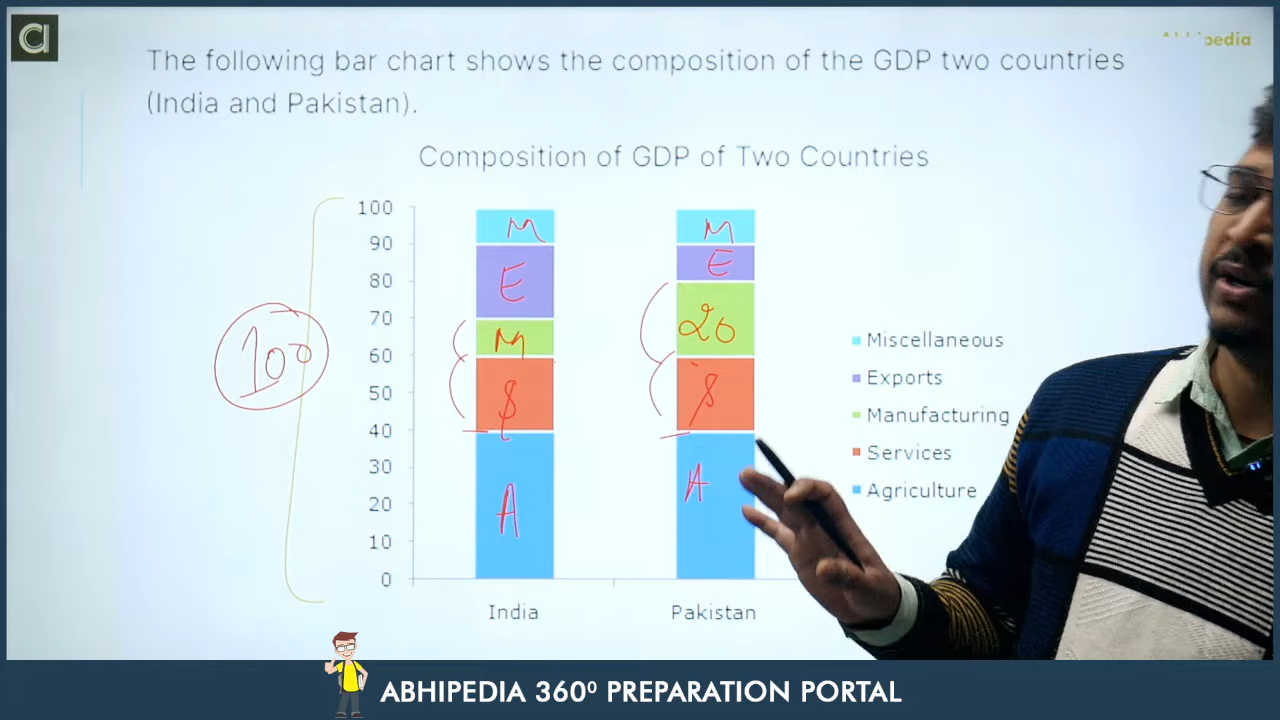 Abhipedia
The following bar chart shows the composition of the GDP two countries
(India and Pakistan).
Composition of GDP of Two Countries
100
90
80
70
60
50
40
30
20
10
0
M
E
M
S
A
M
E
20
S
A
100
Miscellaneous
Exports
Manufacturing
Services
Agriculture
India
Pakistan
ABHIPEDIA 360⁰ PREPARATION PORTAL